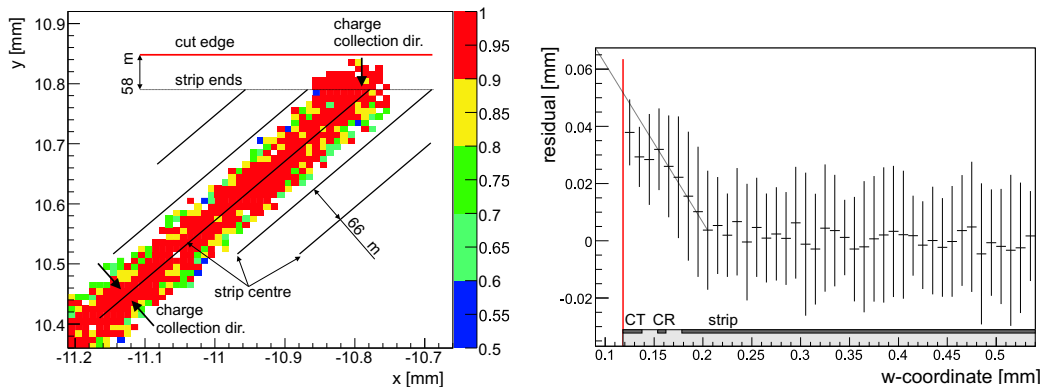 y [mm]
10.9
10.8
10.7
10.6
10.5
10.4
cut edge
strip ends
58 m
charge
collection dir.
66 m
strip centre
charge
collection dir.
-11.2
-11.1
-11
-10.9
-10.8
-10.7
x [mm]
1
0.95
0.9
0.85
0.8
0.75
0.7
0.65
0.6
0.55
0.5
residual [mm]
0.06
0.04
0.02
0
-0.02
CT CR strip
0.1 0.15 0.2 0.25 0.3 0.35 0.4 0.45 0.5
w-coordinate [mm]